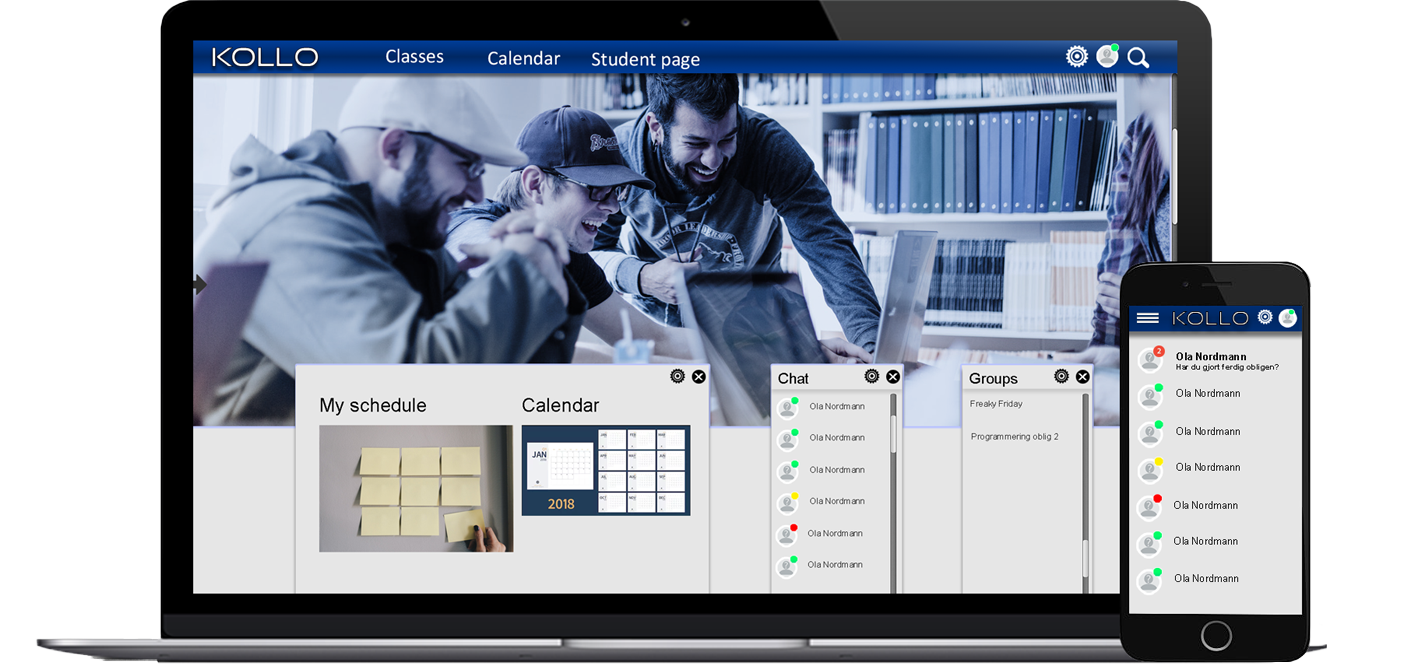 KOLLO
Classes
Calendar
Student page
My schedule
Calendar
JAN
2018
Chat
Ola Nordmann
Ola Nordmann
Ola Nordmann
Ola Nordmann
Ola Nordmann
Ola Nordmann
Groups
Freaky Friday
Programmering oblig 2
KOLLO
2
Ola Nordmann
Har du gjort ferdig obligen?
Ola Nordmann
Ola Nordmann
Ola Nordmann
Ola Nordmann
Ola Nordmann
Ola Nordmann